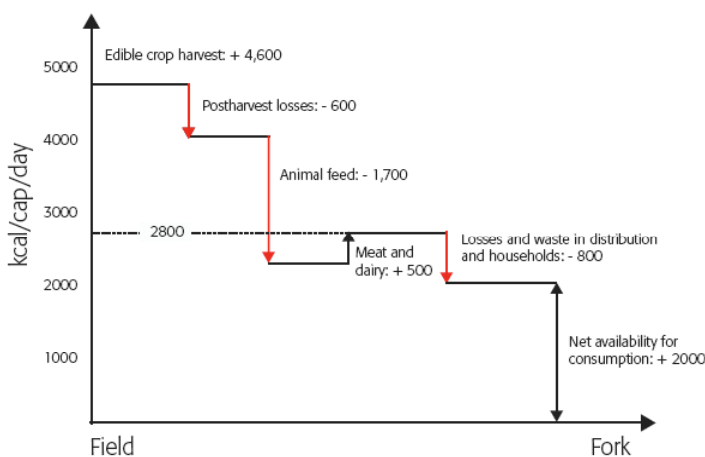 Edible crop harvest: + 4,600
5000
Postharvest losses: - 600
4000
Animal feed: - 1,700
3000
2800
Losses and waste in distribution
and households: - 800
Meat and
dairy: + 500
2000
Net availability for
consumption: + 2000
1000
kcal/cap/day
Field
Fork